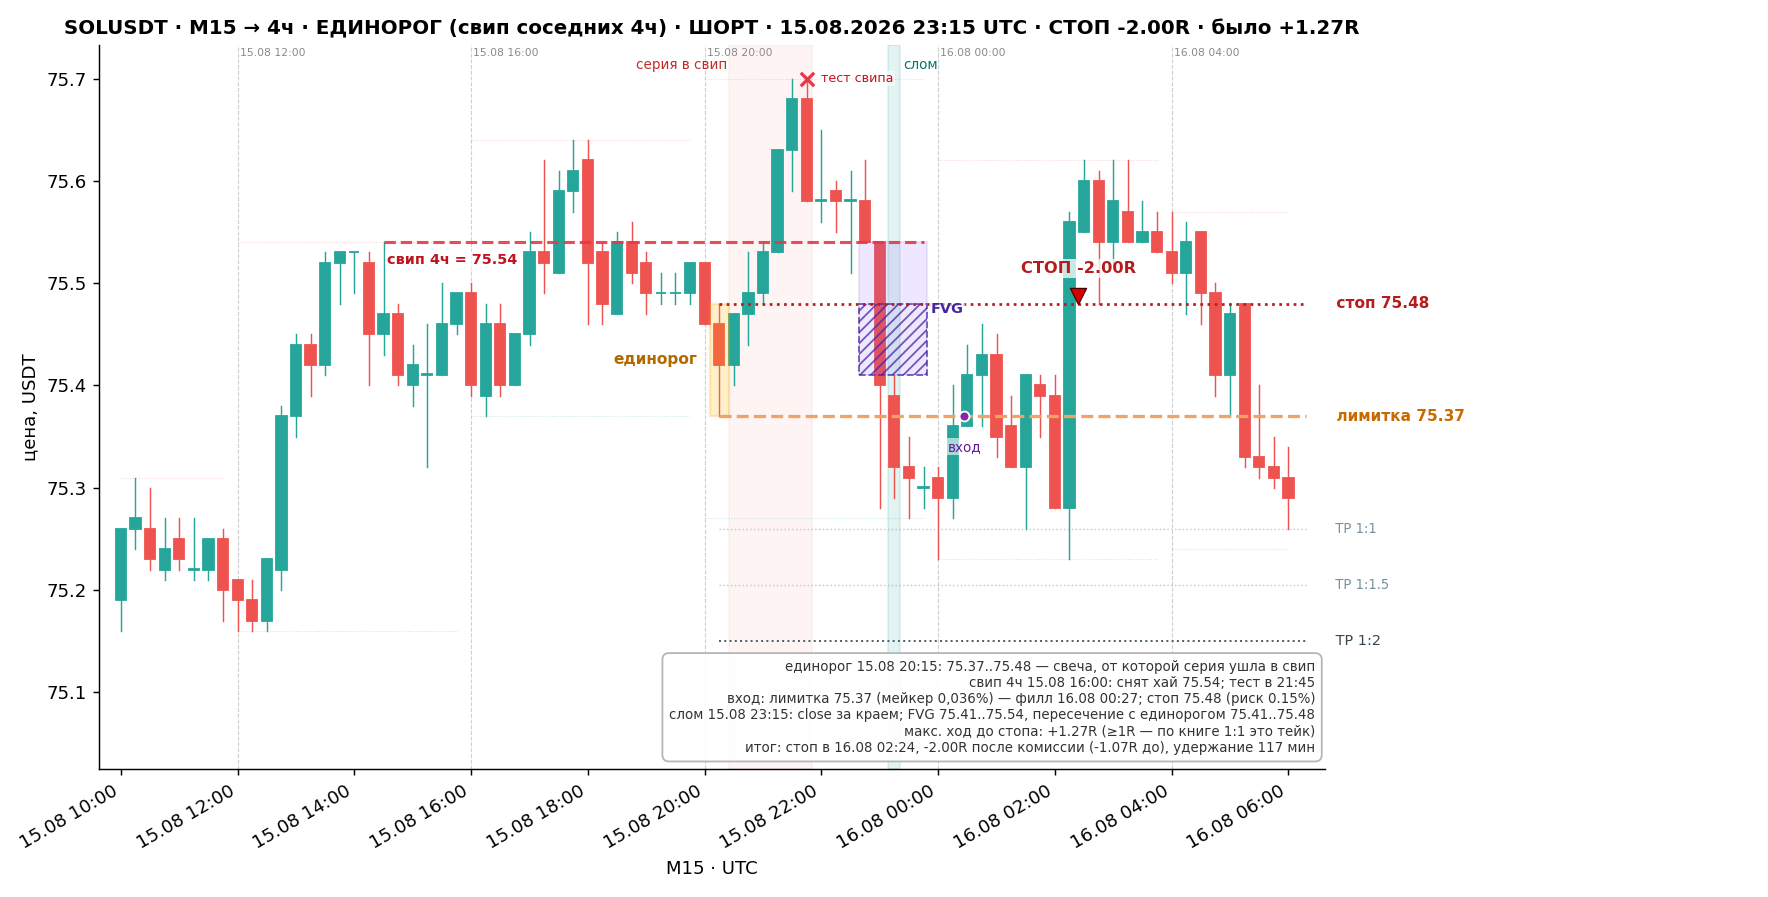 SOLUSDT · M15 → 4ч · ЕДИНОРОГ (свип соседних 4ч) · ШОРТ · 15.08.2026 23:15 UTC · СТОП -2.00R · было +1.27R
15.08 12:00
15.08 16:00
15.08 20:00
16.08 00:00
16.08 04:00
серия в свип
слом
тест свипа
75.7
75.6
75.5
75.4
75.3
75.2
75.1
цена, USDT
свип 4ч = 75.54
СТОП -2.00R
FVG
стоп 75.48
единорог
лимитка 75.37
вход
TP 1:1
TP 1:1.5
TP 1:2
единорог 15.08 20:15: 75.37..75.48 — свеча, от которой серия ушла в свип
свип 4ч 15.08 16:00: снят хай 75.54; тест в 21:45
вход: лимитка 75.37 (мейкер 0,036%) — филл 16.08 00:27; стоп 75.48 (риск 0.15%)
слом 15.08 23:15: close за краем; FVG 75.41..75.54, пересечение с единорогом 75.41..75.48
макс. ход до стопа: +1.27R (≥1R — по книге 1:1 это тейк)
итог: стоп в 16.08 02:24, -2.00R после комиссии (-1.07R до), удержание 117 мин
15.08 10:00
15.08 12:00
15.08 14:00
15.08 16:00
15.08 18:00
15.08 20:00
15.08 22:00
16.08 00:00
16.08 02:00
16.08 04:00
16.08 06:00
M15 · UTC